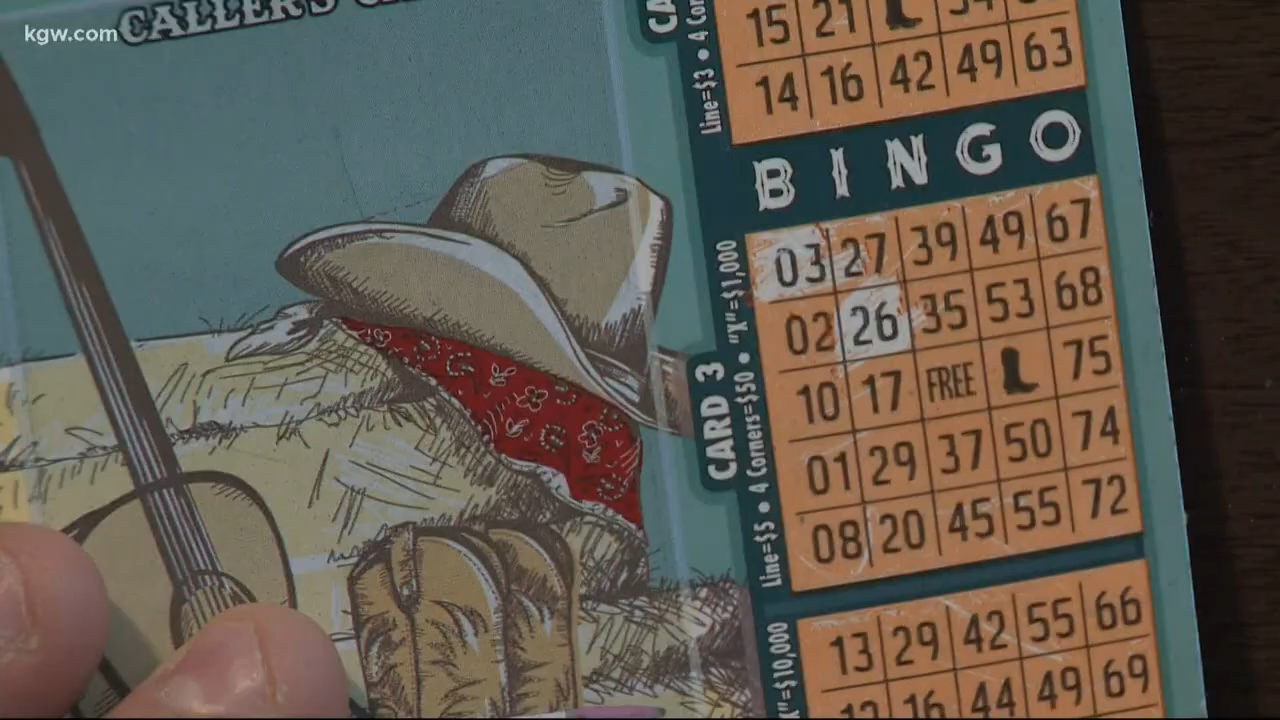 kgw.com
CALLER'S
Line=$3 • 4
15 21
14 16 42 49 63
BINGO
CARD 3
Line=$5 • 4 Corners=$50 • "X"=$1,000
03 27 39 49 67
02 26 35 53 68
10 17 FREE 75
01 29 37 50 74
08 20 45 55 72
"X"=$10,000
13 29 42 55 66
16 44 49 69